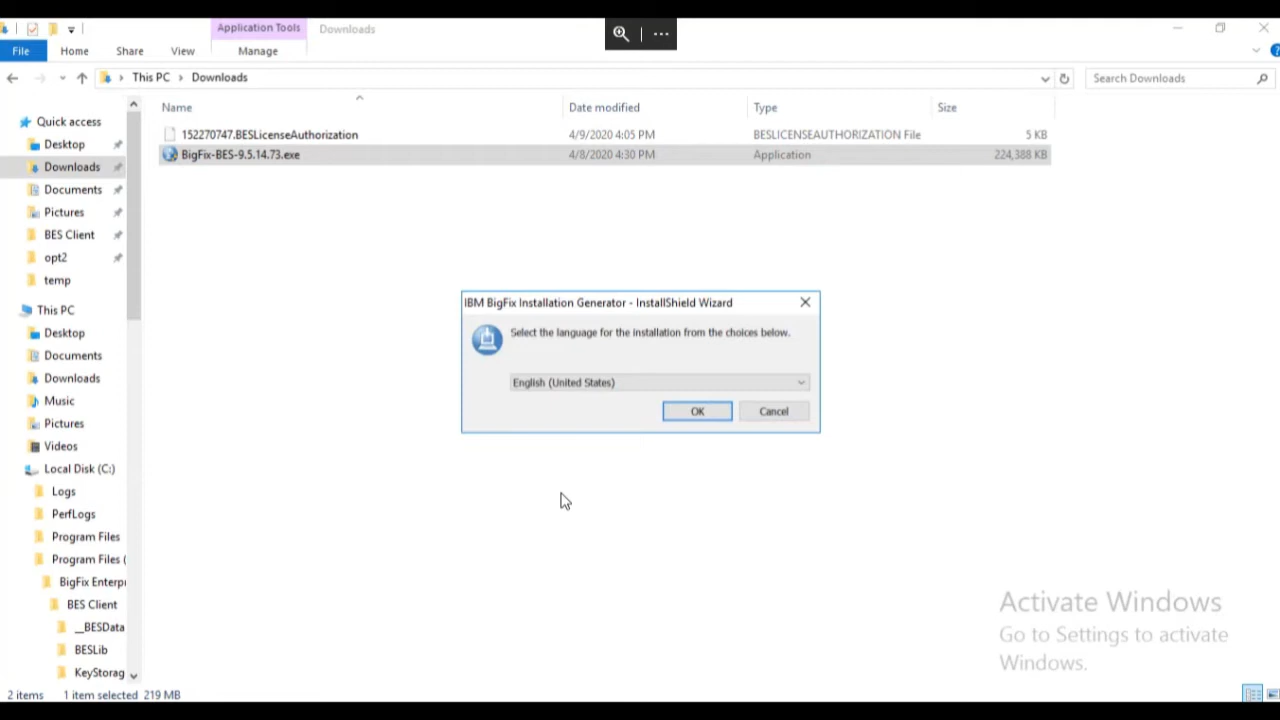 Application Tools
Downloads
File
Home
Share
View
Manage
This PC
Downloads
Search Downloads
Name
Date modified
Type
Size
152270747.BESLicenseAuthorization
4/9/2020 4:05 PM
BESLICENSEAUTHORIZATION File
5 KB
BigFix-BES-9.5.14.73.exe
4/8/2020 4:30 PM
Application
224,388 KB
Quick access
Desktop
Downloads
Documents
Pictures
BES Client
opt2
temp
This PC
Desktop
Documents
Downloads
Music
Pictures
Videos
Local Disk (C:)
Logs
PerfLogs
Program Files
Program Files (
BigFix Enterp
BES Client
__BESData
BESLib
KeyStorag
IBM BigFix Installation Generator - InstallShield Wizard
Select the language for the installation from the choices below.
English (United States)
OK
Cancel
Activate Windows
Go to Settings to activate
Windows.
2 items
1 item selected 219 MB